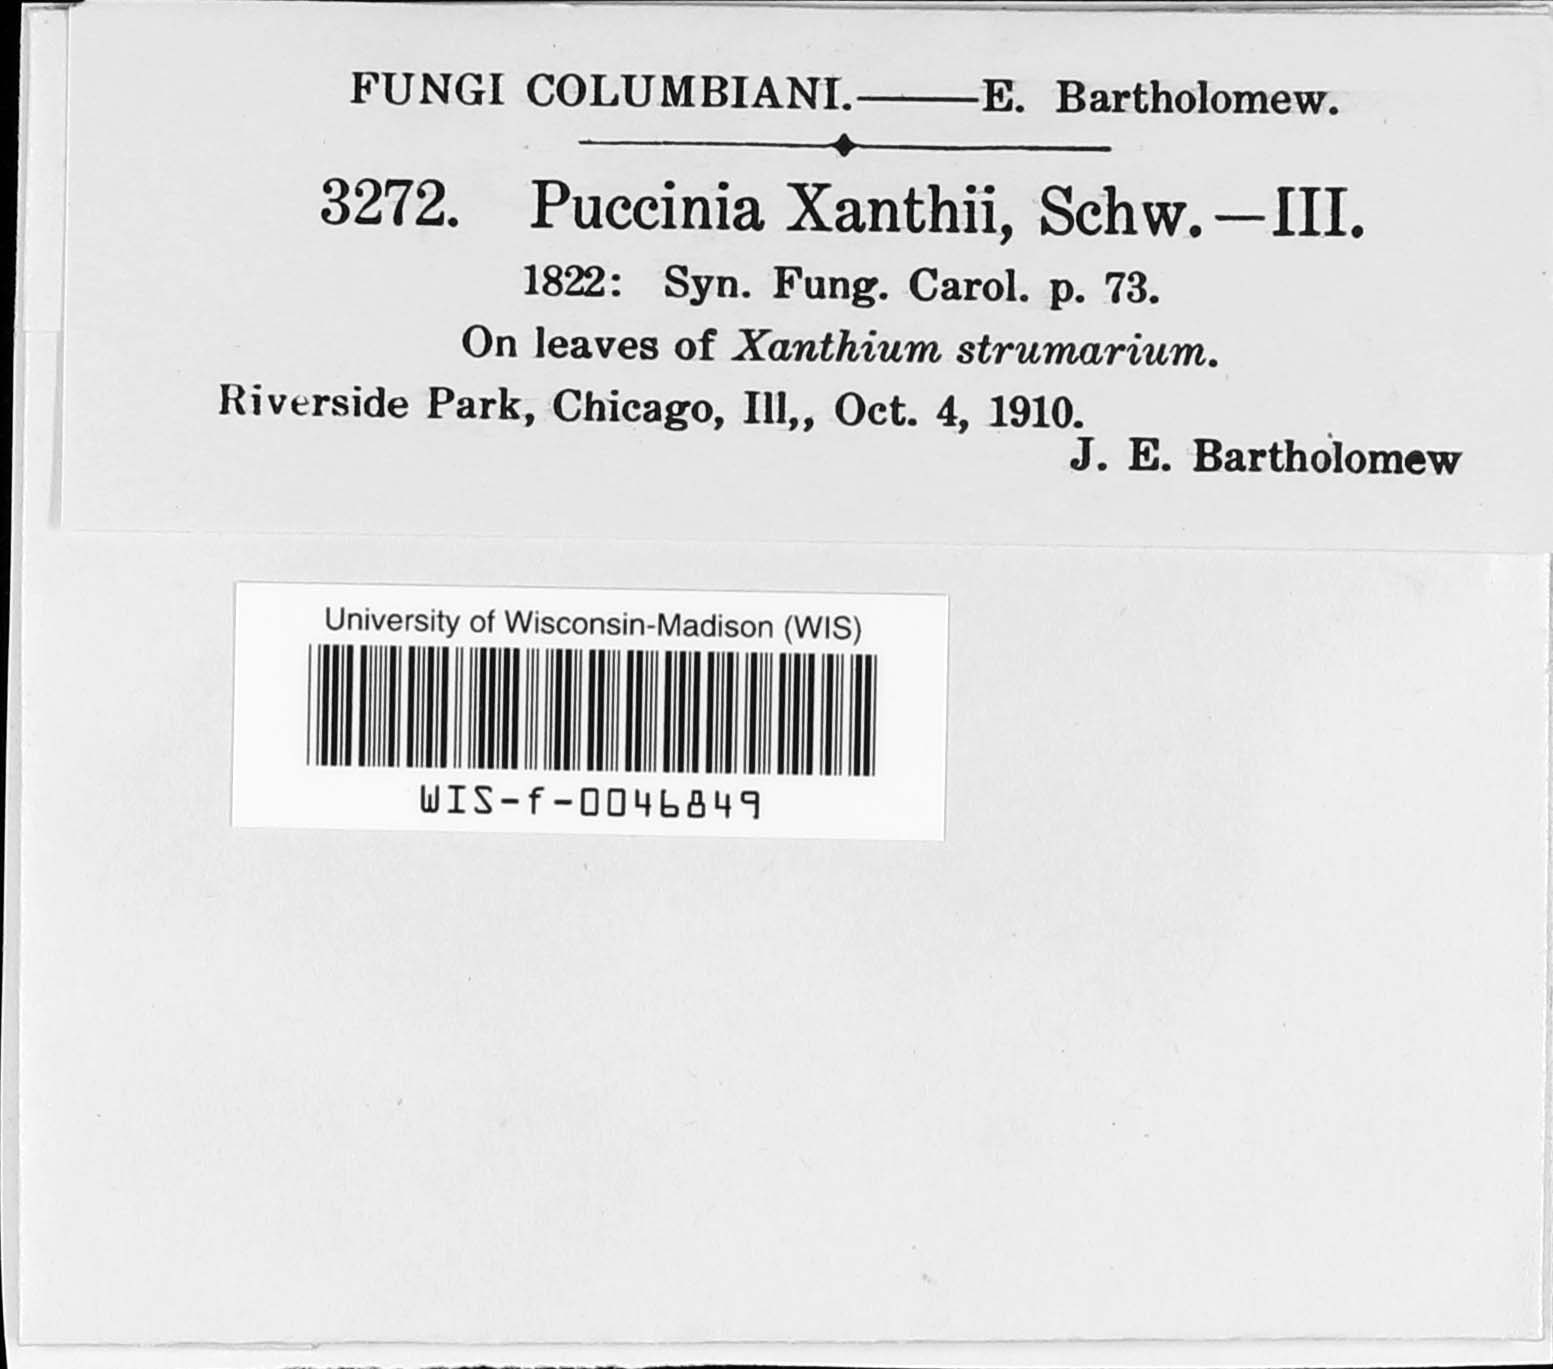 FUNGI COLUMBIANI.——E. Bartholomew.
3272. Puccinia Xanthii, Schw.—III.
1822: Syn. Fung. Carol. p. 73.
On leaves of Xanthium strumarium.
Riverside Park, Chicago, Ill,, Oct. 4, 1910.
J. E. Bartholomew
University of Wisconsin-Madison (WIS)
WIS-f-0046849